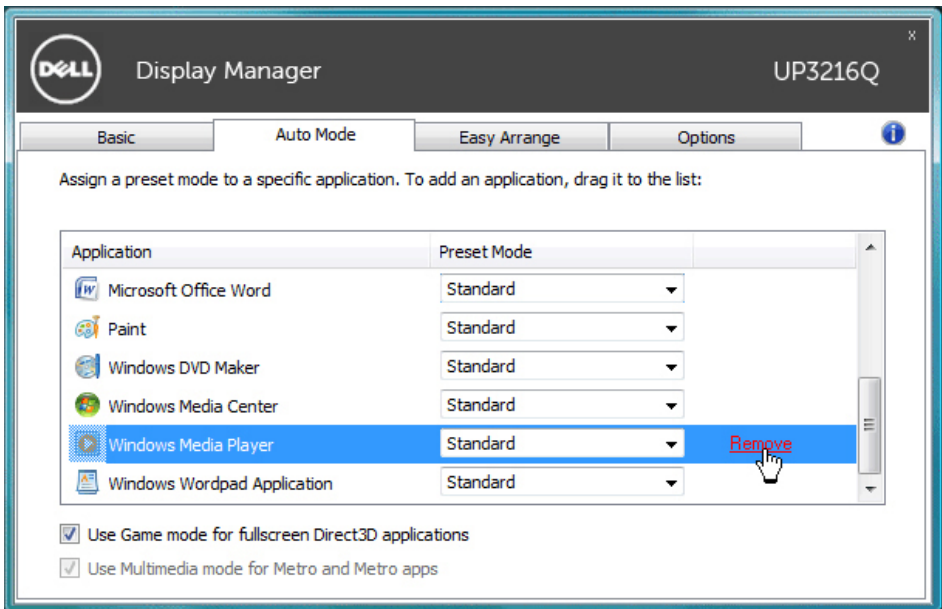 DELL Display Manager UP3216Q x
Basic Auto Mode Easy Arrange Options i
Assign a preset mode to a specific application. To add an application, drag it to the list:
Application Preset Mode
Microsoft Office Word Standard
Paint Standard
Windows DVD Maker Standard
Windows Media Center Standard
Windows Media Player Standard Remove
Windows Wordpad Application Standard
Use Game mode for fullscreen Direct3D applications
Use Multimedia mode for Metro and Metro apps